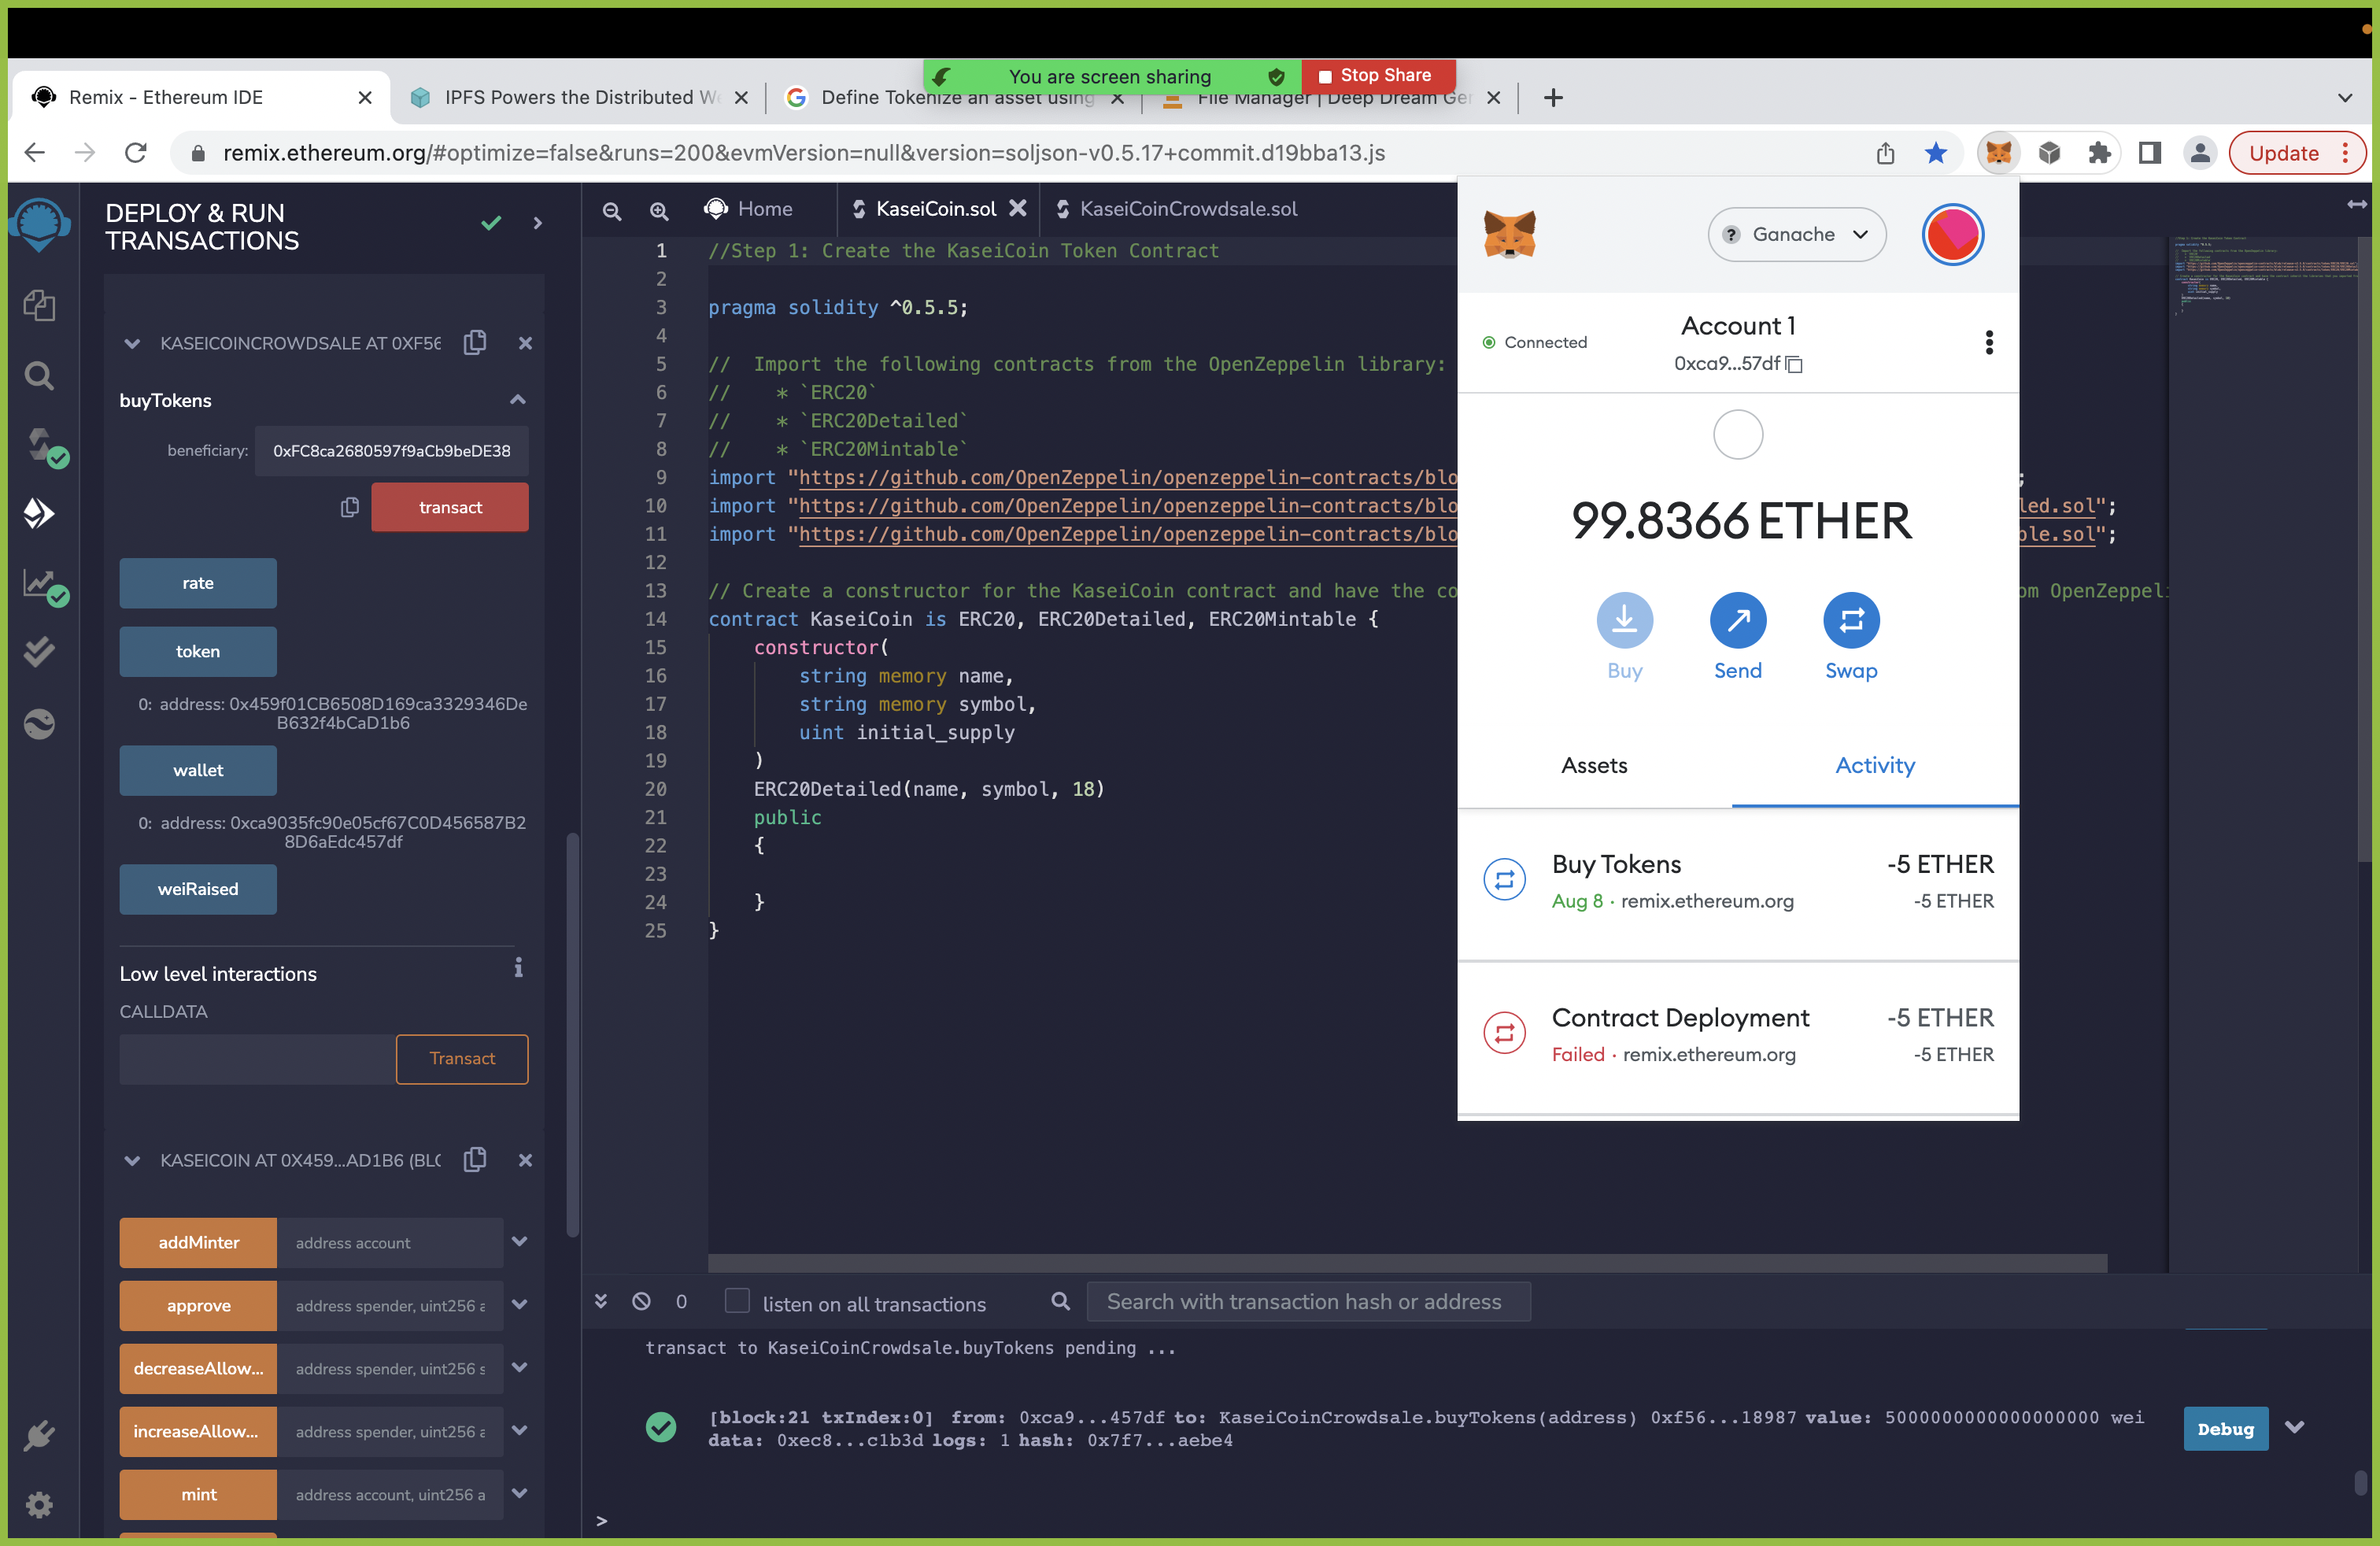 You are screen sharing
Stop Share
Remix - Ethereum IDE
IPFS Powers the Distributed We
Define Tokenize an asset using
File Manager | Deep Dream Ger
remix.ethereum.org/#optimize=false&runs=200&evmVersion=null&version=soljson-v0.5.17+commit.d19bba13.js
Update
DEPLOY & RUN
TRANSACTIONS
KASEICOINCROWDSALE AT 0XF56
buyTokens
beneficiary:
0xFC8ca2680597f9aCb9beDE38
transact
rate
token
0: address: 0x459f01CB6508D169ca3329346De
B632f4bCaD1b6
wallet
0: address: 0xca9035fc90e05cf67C0D456587B2
8D6aEdc457df
weiRaised
Low level interactions
CALLDATA
Transact
KASEICOIN AT 0X459...AD1B6 (BLO
addMinter
address account
approve
address spender, uint256 a
decreaseAllow...
address spender, uint256 s
increaseAllow...
address spender, uint256 a
mint
address account, uint256 a
Home
KaseiCoin.sol
KaseiCoinCrowdsale.sol
1 //Step 1: Create the KaseiCoin Token Contract
2
3 pragma solidity ^0.5.5;
4
5 //  Import the following contracts from the OpenZeppelin library:
6 //    * `ERC20`
7 //    * `ERC20Detailed`
8 //    * `ERC20Mintable`
9 import "https://github.com/OpenZeppelin/openzeppelin-contracts/blo ;
10 import "https://github.com/OpenZeppelin/openzeppelin-contracts/blo led.sol";
11 import "https://github.com/OpenZeppelin/openzeppelin-contracts/blo ble.sol";
12
13 // Create a constructor for the KaseiCoin contract and have the co om OpenZeppeli
14 contract KaseiCoin is ERC20, ERC20Detailed, ERC20Mintable {
15     constructor(
16         string memory name,
17         string memory symbol,
18         uint initial_supply
19     )
20     ERC20Detailed(name, symbol, 18)
21     public
22     {
23
24     }
25 }
Ganache
Connected
Account 1
0xca9...57df
99.8366 ETHER
Buy
Send
Swap
Assets
Activity
Buy Tokens
-5 ETHER
Aug 8 · remix.ethereum.org
-5 ETHER
Contract Deployment
-5 ETHER
Failed · remix.ethereum.org
-5 ETHER
0
listen on all transactions
Search with transaction hash or address
transact to KaseiCoinCrowdsale.buyTokens pending ...
[block:21 txIndex:0] from: 0xca9...457df to: KaseiCoinCrowdsale.buyTokens(address) 0xf56...18987 value: 5000000000000000000 wei
data: 0xec8...c1b3d logs: 1 hash: 0x7f7...aebe4
Debug
>